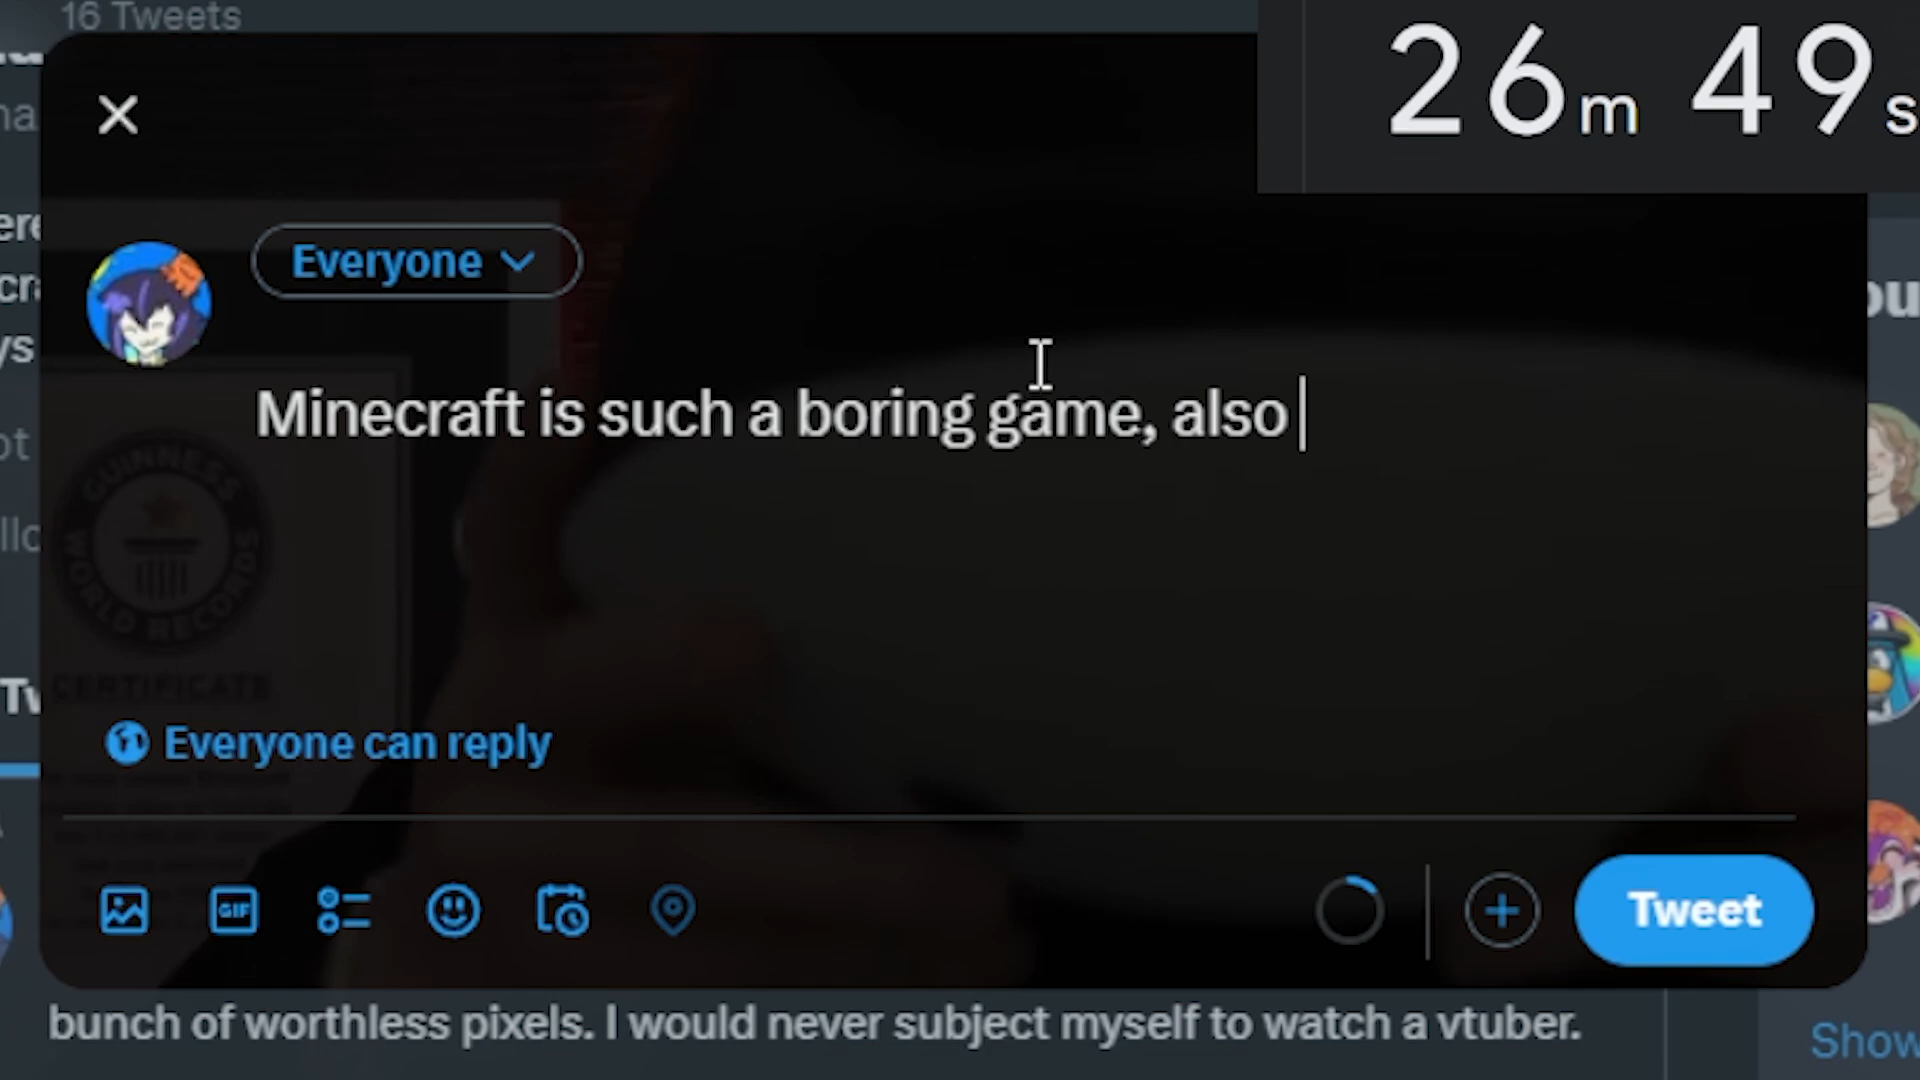 16 Tweets
26m 49s
Everyone
Minecraft is such a boring game, also
GUINNESS
WORLD RECORDS
CERTIFICATE
Everyone can reply
GIF
Tweet
bunch of worthless pixels. I would never subject myself to watch a vtuber.
Show